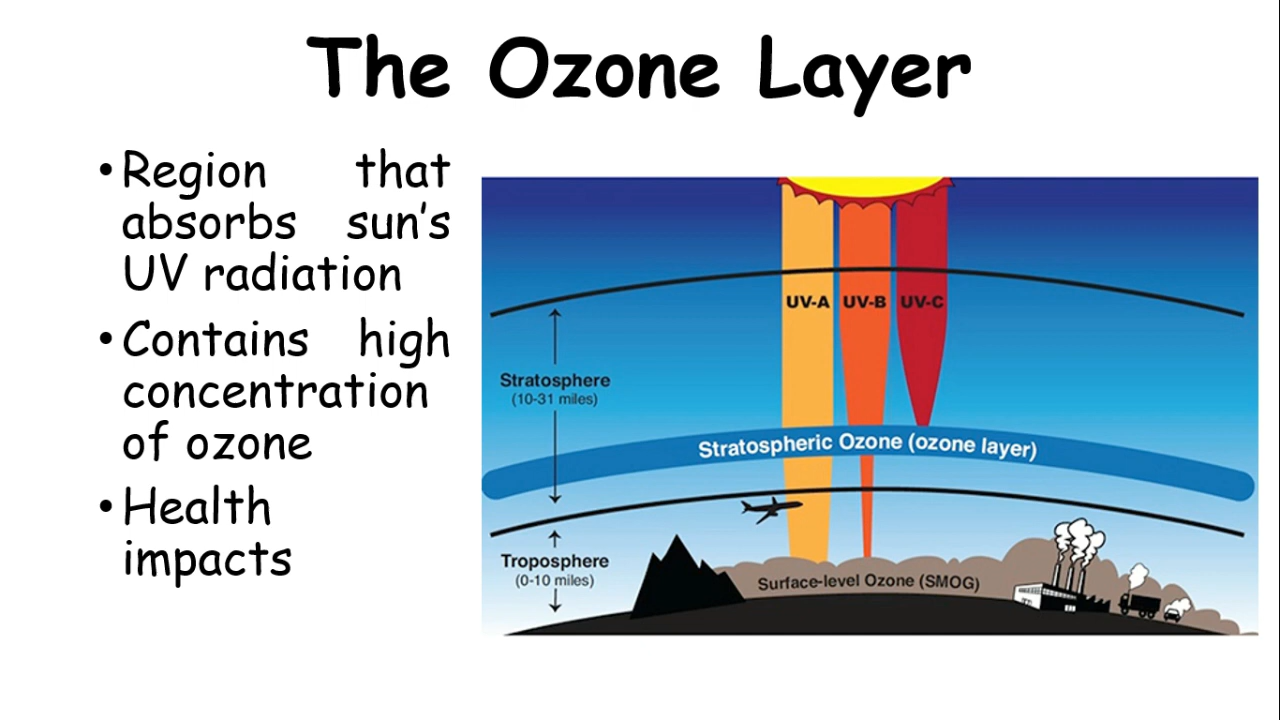 The Ozone Layer
•Region that
absorbs sun's
UV radiation
•Contains high
concentration
of ozone
•Health
impacts
UV-A UV-B UV-C
Stratosphere
(10-31 miles)
Stratospheric Ozone (ozone layer)
Troposphere
(0-10 miles)
Surface-level Ozone (SMOG)